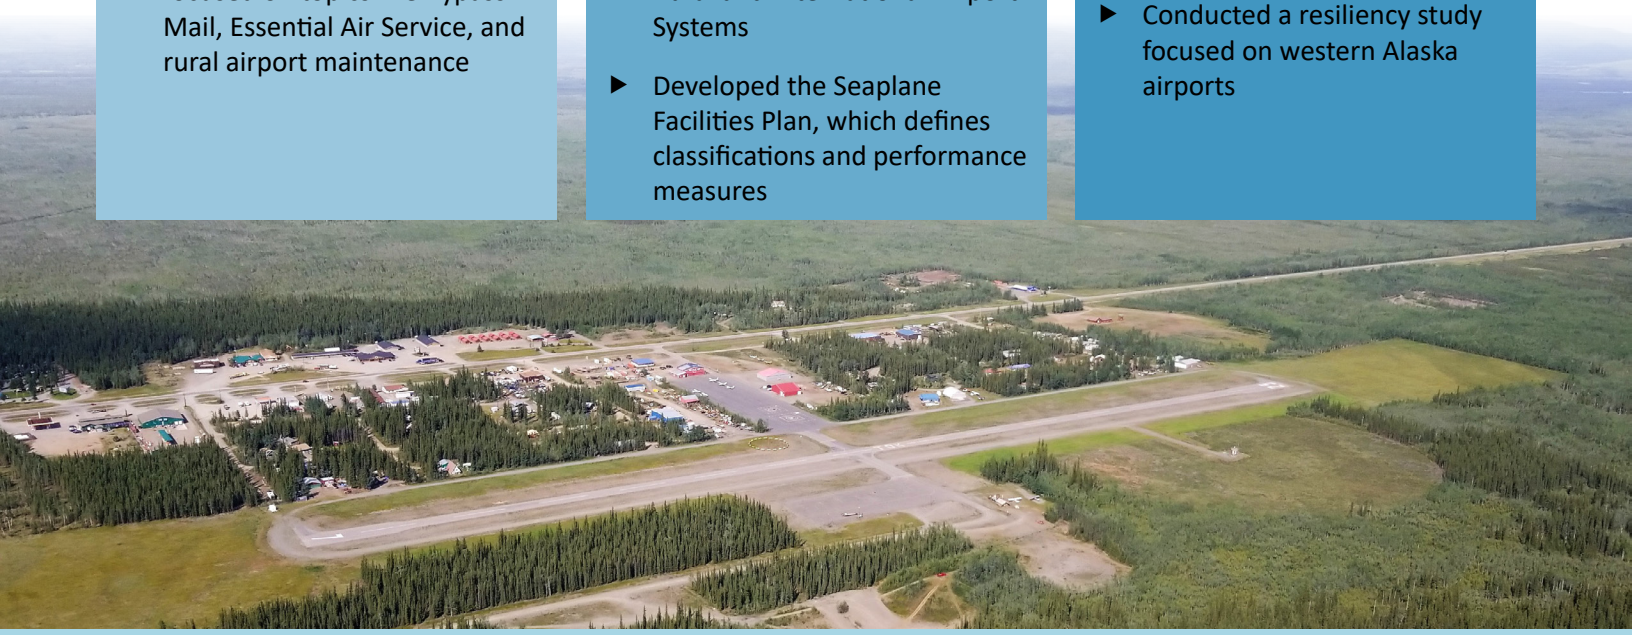 Mail, Essential Air Service, and
rural airport maintenance
Systems
▶ Developed the Seaplane
Facilities Plan, which defines
classifications and performance
measures
▶ Conducted a resiliency study
focused on western Alaska
airports